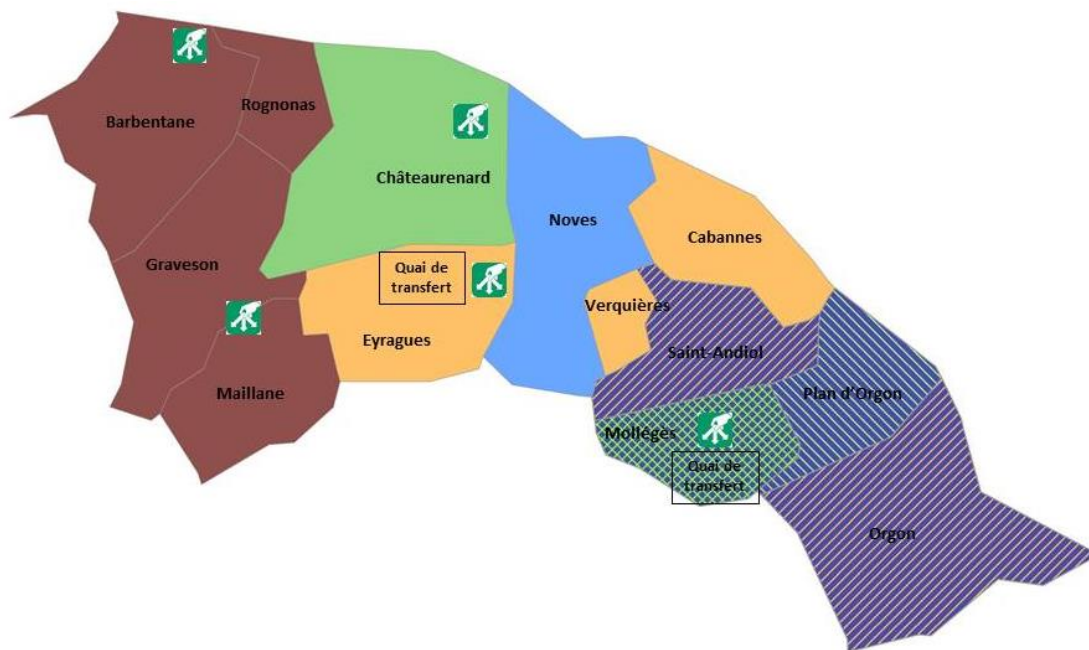 Rognonas
Barbentane
Châteaurenard
Noves
Cabannes
Graveson
Quai de
transfert
Verquières
Eyragues
Saint-Andiol
Maillane
Plan d'Orgon
Mollégés
Quai de
transfert
Orgon